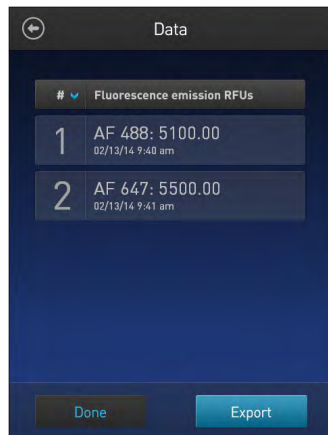 Data
# Fluorescence emission RFUs
1 AF 488: 5100.00
02/13/14 9:40 am
2 AF 647: 5500.00
02/13/14 9:41 am
Done Export